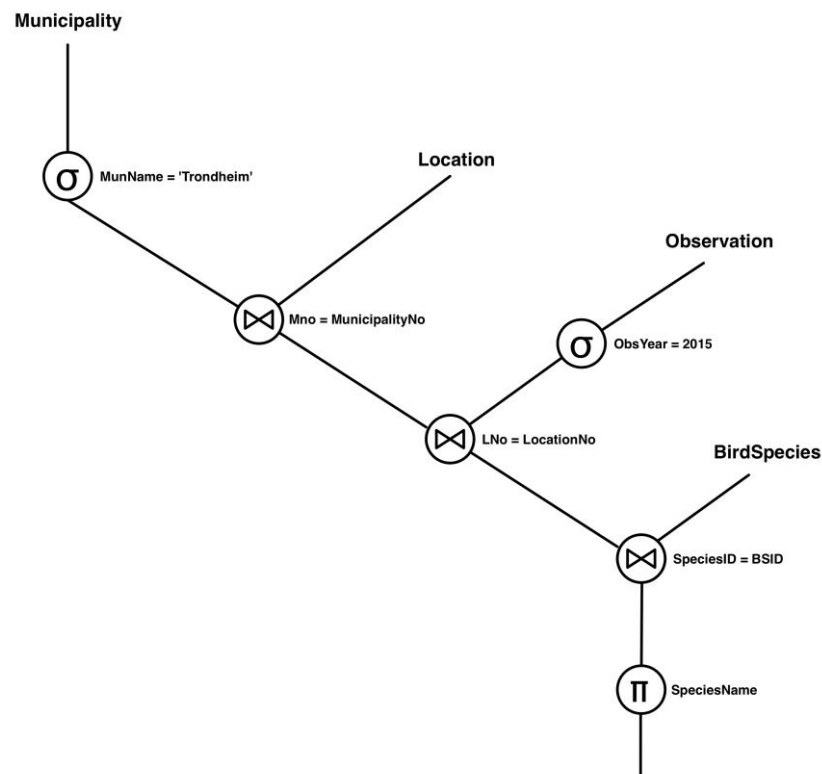 Municipality
σ MunName = 'Trondheim'
Location
Observation
⋈ Mno = MunicipalityNo
σ ObsYear = 2015
⋈ LNo = LocationNo
BirdSpecies
⋈ SpeciesID = BSID
π SpeciesName